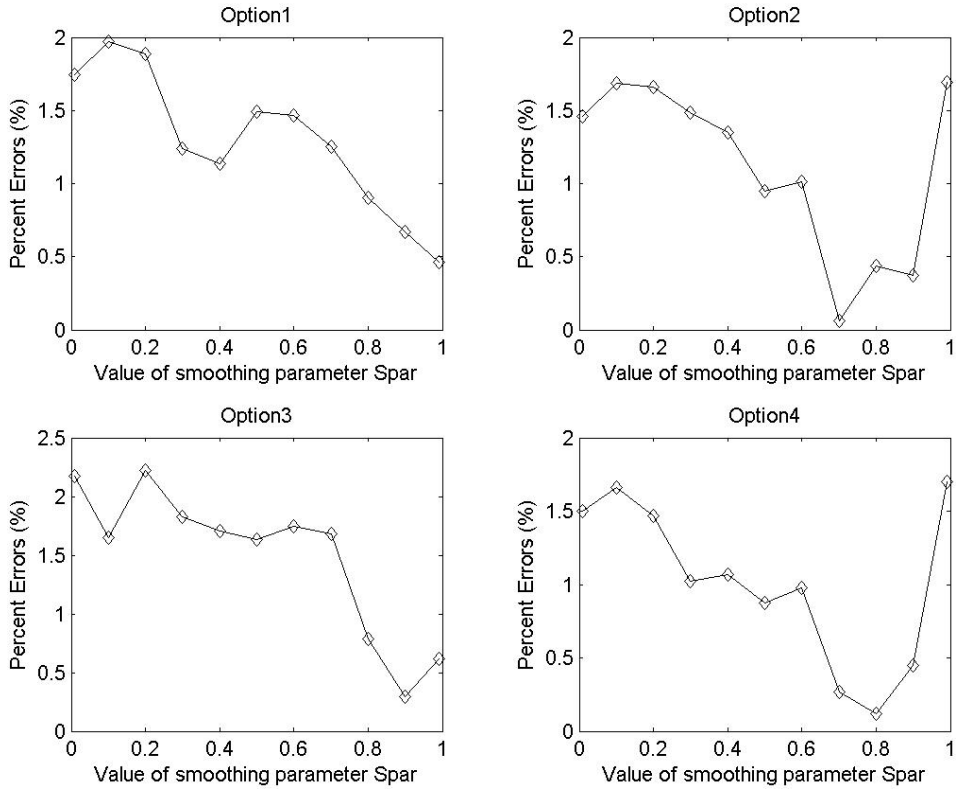 Option1
Percent Errors (%)
2
1.5
1
0.5
0
0 0.2 0.4 0.6 0.8 1
Value of smoothing parameter Spar
Option2
Percent Errors (%)
2
1.5
1
0.5
0
0 0.2 0.4 0.6 0.8 1
Value of smoothing parameter Spar
Option3
Percent Errors (%)
2.5
2
1.5
1
0.5
0
0 0.2 0.4 0.6 0.8 1
Value of smoothing parameter Spar
Option4
Percent Errors (%)
2
1.5
1
0.5
0
0 0.2 0.4 0.6 0.8 1
Value of smoothing parameter Spar